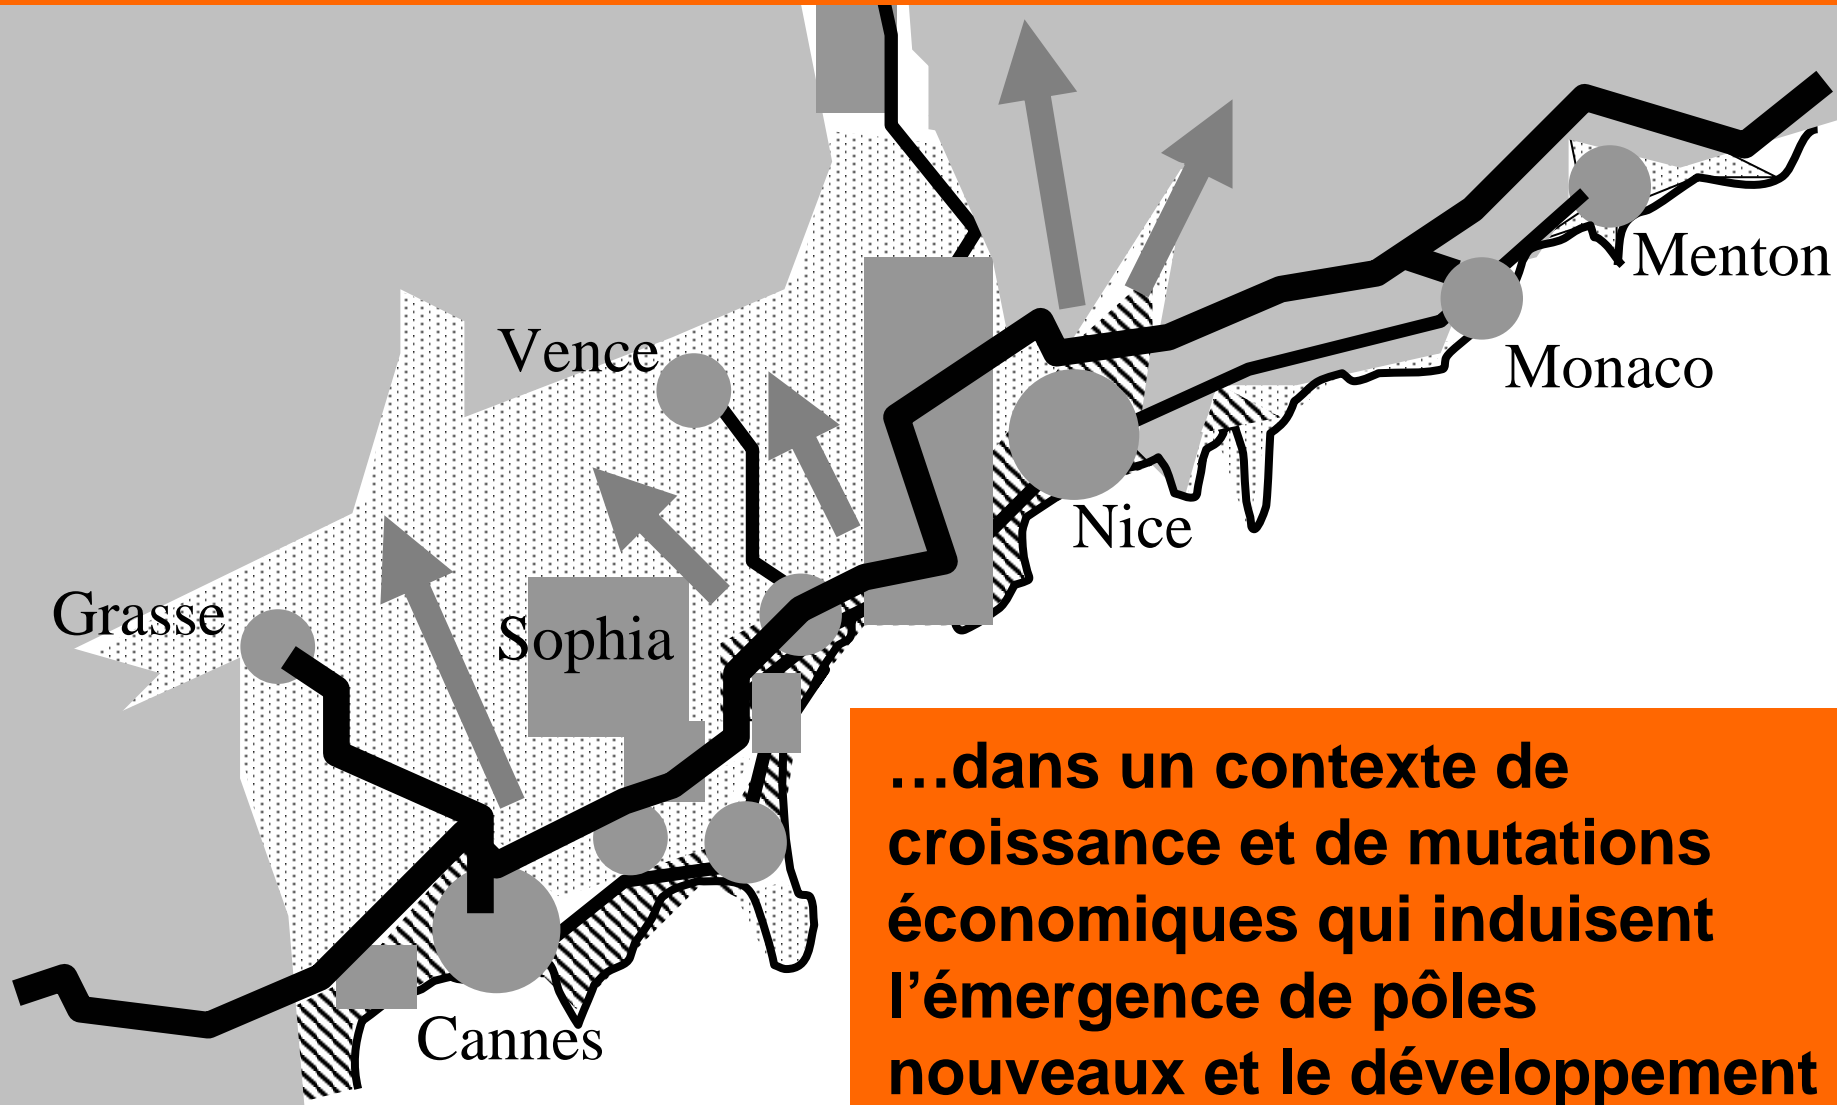 Menton
Vence
Monaco
Nice
Grasse
Sophia
Cannes
…dans un contexte de
croissance et de mutations
économiques qui induisent
l’émergence de pôles
nouveaux et le développement